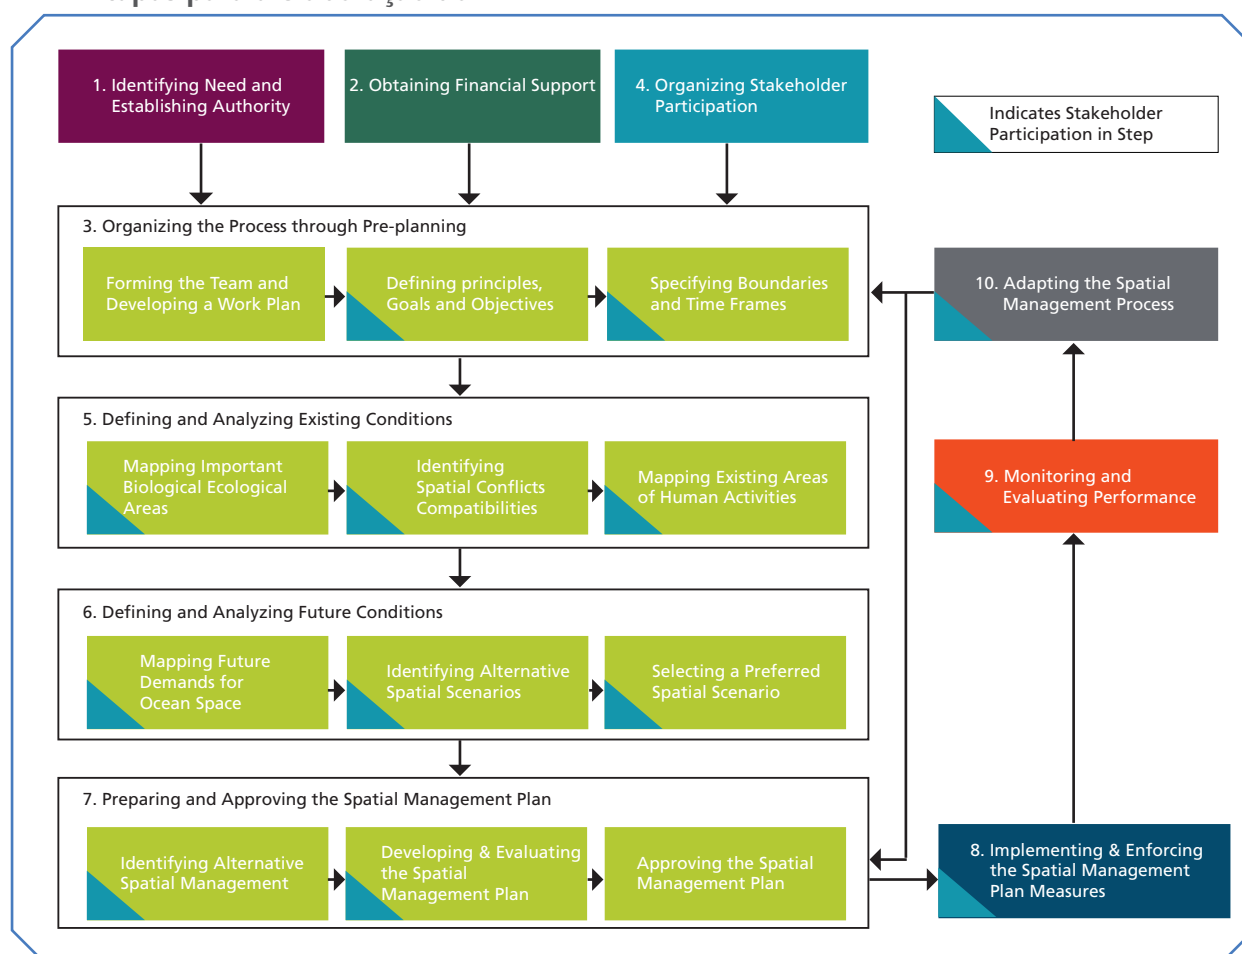 1. Identifying Need and
Establishing Authority
2. Obtaining Financial Support
4. Organizing Stakeholder
Participation
Indicates Stakeholder
Participation in Step
3. Organizing the Process through Pre-planning
Forming the Team and
Developing a Work Plan
Defining principles,
Goals and Objectives
Specifying Boundaries
and Time Frames
10. Adapting the Spatial
Management Process
5. Defining and Analyzing Existing Conditions
Mapping Important
Biological Ecological
Areas
Identifying
Spatial Conflicts
Compatibilities
Mapping Existing Areas
of Human Activities
9. Monitoring and
Evaluating Performance
6. Defining and Analyzing Future Conditions
Mapping Future
Demands for
Ocean Space
Identifying Alternative
Spatial Scenarios
Selecting a Preferred
Spatial Scenario
7. Preparing and Approving the Spatial Management Plan
Identifying Alternative
Spatial Management
Developing & Evaluating
the Spatial
Management Plan
Approving the Spatial
Management Plan
8. Implementing & Enforcing
the Spatial Management
Plan Measures